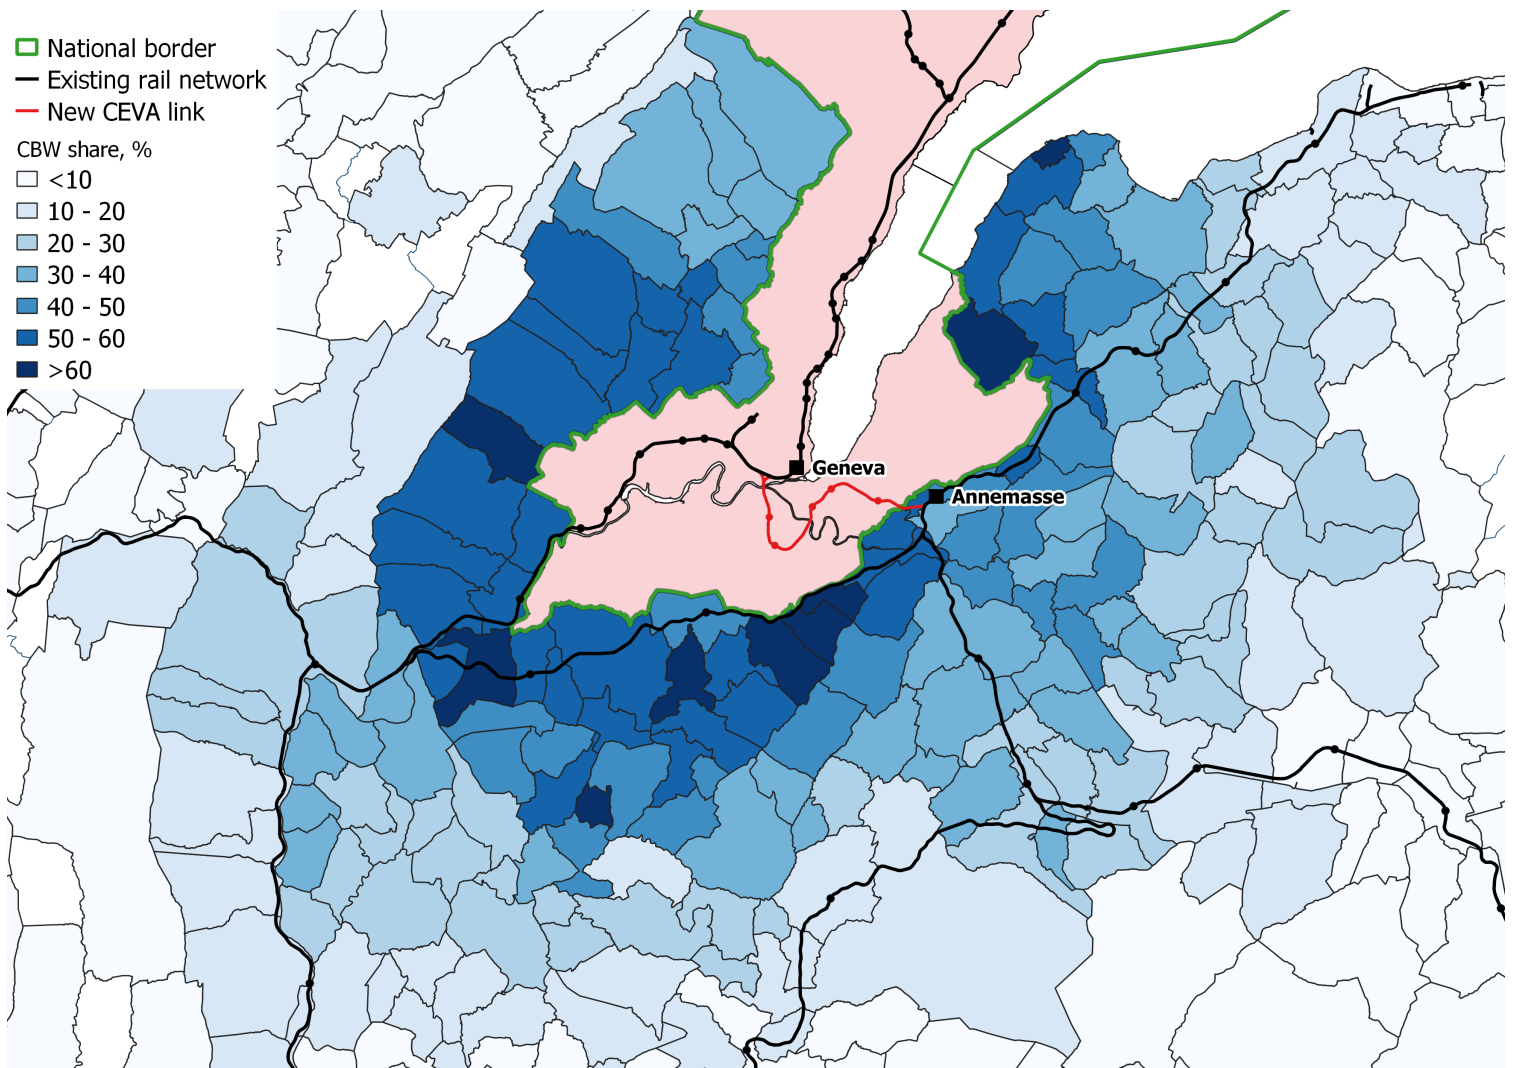 National border
Existing rail network
New CEVA link
CBW share, %
<10
10 - 20
20 - 30
30 - 40
40 - 50
50 - 60
>60
Geneva
Annemasse